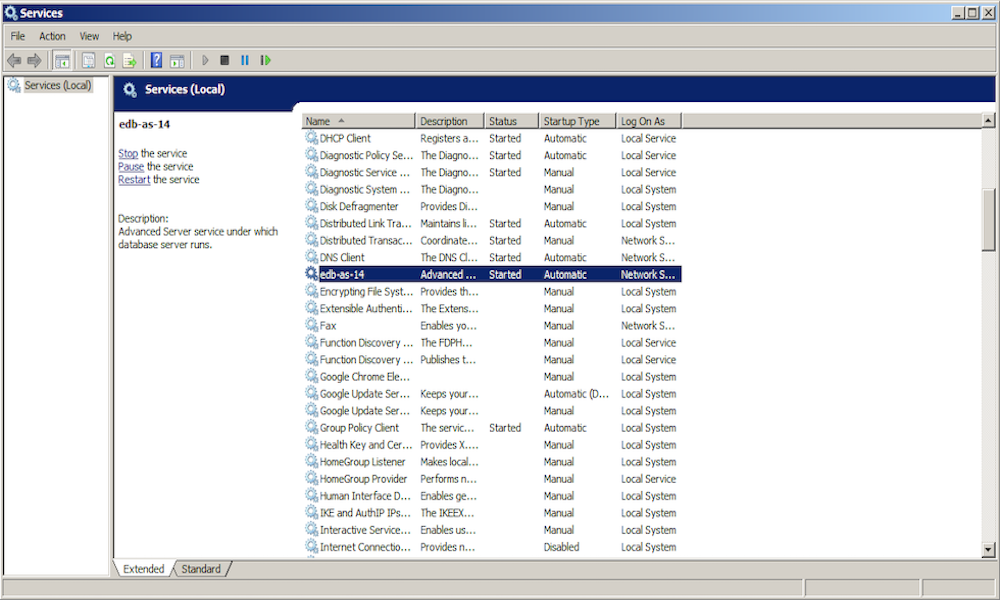 Services
File Action View Help
Services (Local)
Services (Local)
edb-as-14
Stop the service
Pause the service
Restart the service
Description:
Advanced Server service under which
database server runs.
Name Description Status Startup Type Log On As
DHCP Client Registers a... Started Automatic Local Service
Diagnostic Policy Se... The Diagno... Started Automatic Local Service
Diagnostic Service ... The Diagno... Started Manual Local Service
Diagnostic System ... The Diagno... Manual Local System
Disk Defragmenter Provides Di... Manual Local System
Distributed Link Tra... Maintains li... Started Automatic Local System
Distributed Transac... Coordinate... Started Manual Network S...
DNS Client The DNS Cl... Started Automatic Network S...
edb-as-14 Advanced ... Started Automatic Network S...
Encrypting File Syst... Provides th... Manual Local System
Extensible Authenti... The Extens... Manual Local System
Fax Enables yo... Manual Network S...
Function Discovery ... The FDPH... Manual Local Service
Function Discovery ... Publishes t... Manual Local Service
Google Chrome Ele... Manual Local System
Google Update Ser... Keeps your... Automatic (D... Local System
Google Update Ser... Keeps your... Manual Local System
Group Policy Client The servic... Started Automatic Local System
Health Key and Cer... Provides X.... Manual Local System
HomeGroup Listener Makes local... Manual Local System
HomeGroup Provider Performs n... Manual Local Service
Human Interface D... Enables ge... Manual Local System
IKE and AuthIP IPs... The IKEEX... Manual Local System
Interactive Service... Enables us... Manual Local System
Internet Connectio... Provides n... Disabled Local System
Extended Standard